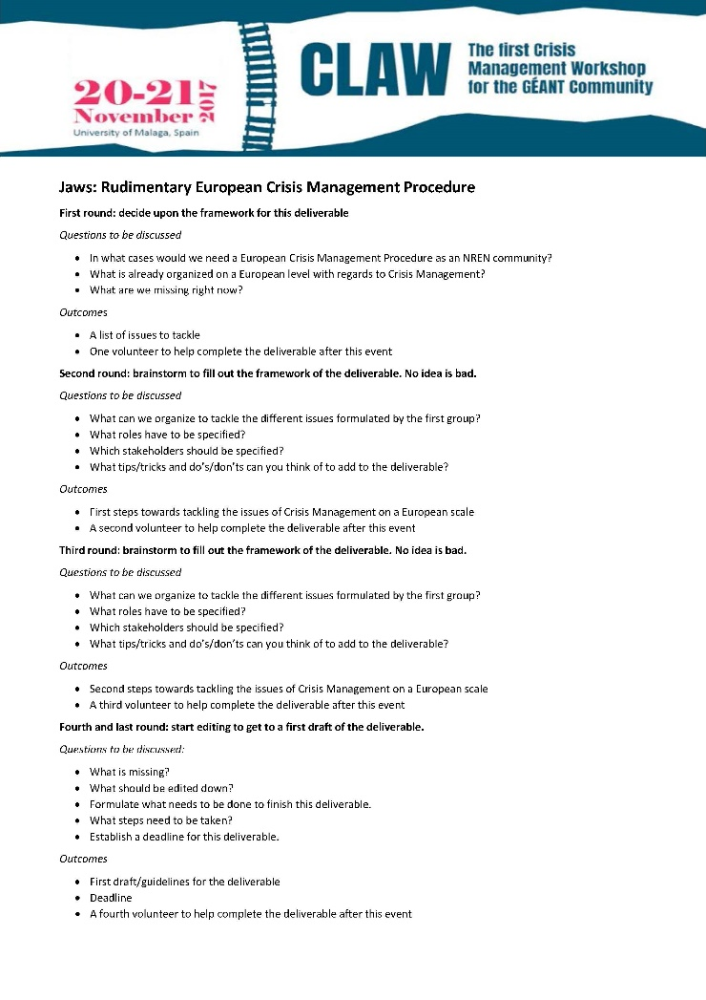 20-21
November
2017
University of Malaga, Spain
CLAW
The first Crisis
Management Workshop
for the GÉANT Community
Jaws: Rudimentary European Crisis Management Procedure
First round: decide upon the framework for this deliverable
Questions to be discussed
• In what cases would we need a European Crisis Management Procedure as an NREN community?
• What is already organized on a European level with regards to Crisis Management?
• What are we missing right now?
Outcomes
• A list of issues to tackle
• One volunteer to help complete the deliverable after this event
Second round: brainstorm to fill out the framework of the deliverable. No idea is bad.
Questions to be discussed
• What can we organize to tackle the different issues formulated by the first group?
• What roles have to be specified?
• Which stakeholders should be specified?
• What tips/tricks and do's/don'ts can you think of to add to the deliverable?
Outcomes
• First steps towards tackling the issues of Crisis Management on a European scale
• A second volunteer to help complete the deliverable after this event
Third round: brainstorm to fill out the framework of the deliverable. No idea is bad.
Questions to be discussed
• What can we organize to tackle the different issues formulated by the first group?
• What roles have to be specified?
• Which stakeholders should be specified?
• What tips/tricks and do's/don'ts can you think of to add to the deliverable?
Outcomes
• Second steps towards tackling the issues of Crisis Management on a European scale
• A third volunteer to help complete the deliverable after this event
Fourth and last round: start editing to get to a first draft of the deliverable.
Questions to be discussed:
• What is missing?
• What should be edited down?
• Formulate what needs to be done to finish this deliverable.
• What steps need to be taken?
• Establish a deadline for this deliverable.
Outcomes
• First draft/guidelines for the deliverable
• Deadline
• A fourth volunteer to help complete the deliverable after this event